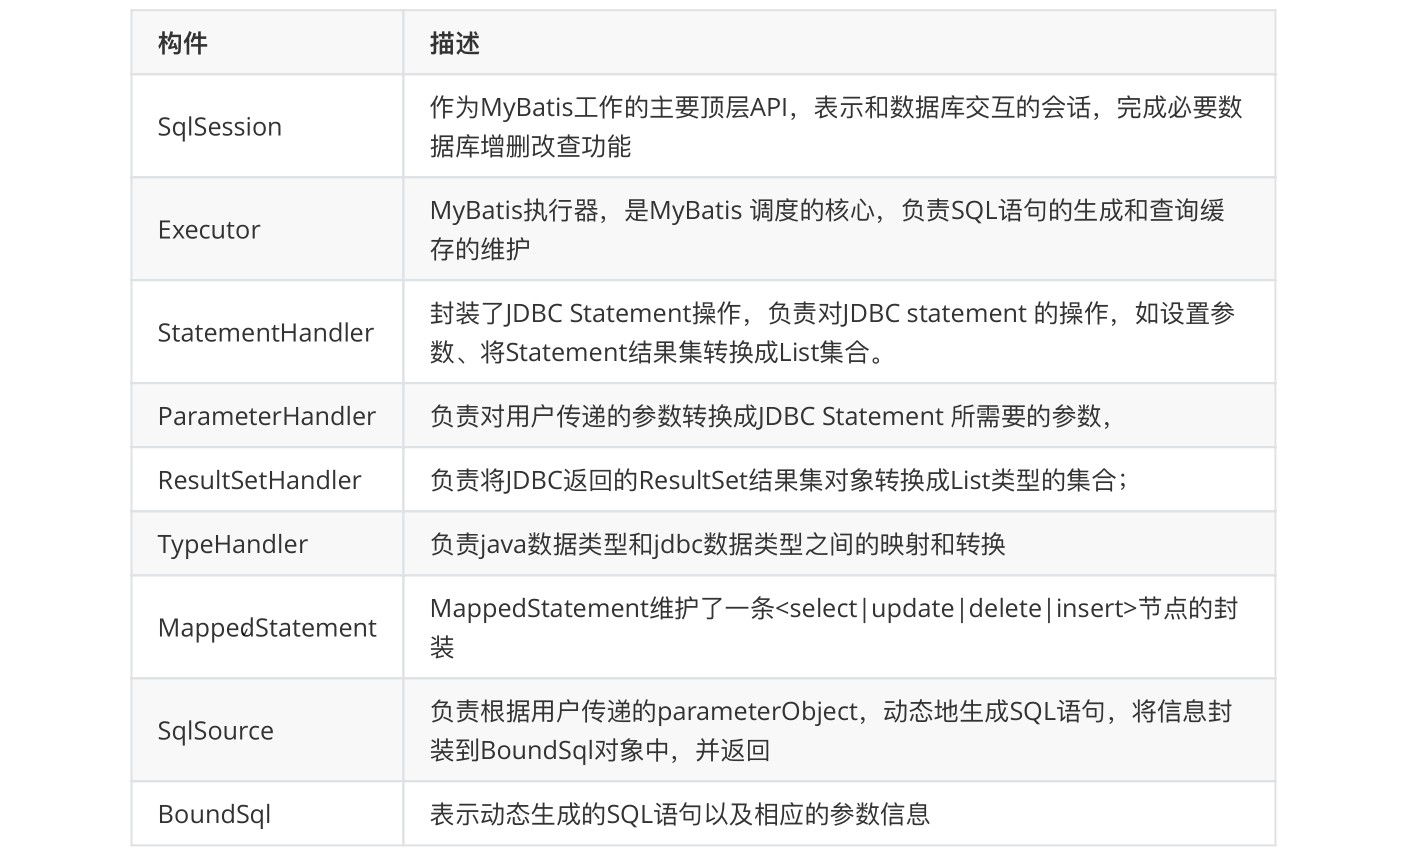 构件
描述
SqlSession
作为MyBatis工作的主要顶层API，表示和数据库交互的会话，完成必要数
据库增删改查功能
Executor
MyBatis执行器，是MyBatis 调度的核心，负责SQL语句的生成和查询缓
存的维护
StatementHandler
封装了JDBC Statement操作，负责对JDBC statement 的操作，如设置参
数、将Statement结果集转换成List集合。
ParameterHandler
负责对用户传递的参数转换成JDBC Statement 所需要的参数，
ResultSetHandler
负责将JDBC返回的ResultSet结果集对象转换成List类型的集合；
TypeHandler
负责java数据类型和jdbc数据类型之间的映射和转换
MappedStatement
MappedStatement维护了一条<select|update|delete|insert>节点的封
装
SqlSource
负责根据用户传递的parameterObject，动态地生成SQL语句，将信息封
装到BoundSql对象中，并返回
BoundSql
表示动态生成的SQL语句以及相应的参数信息